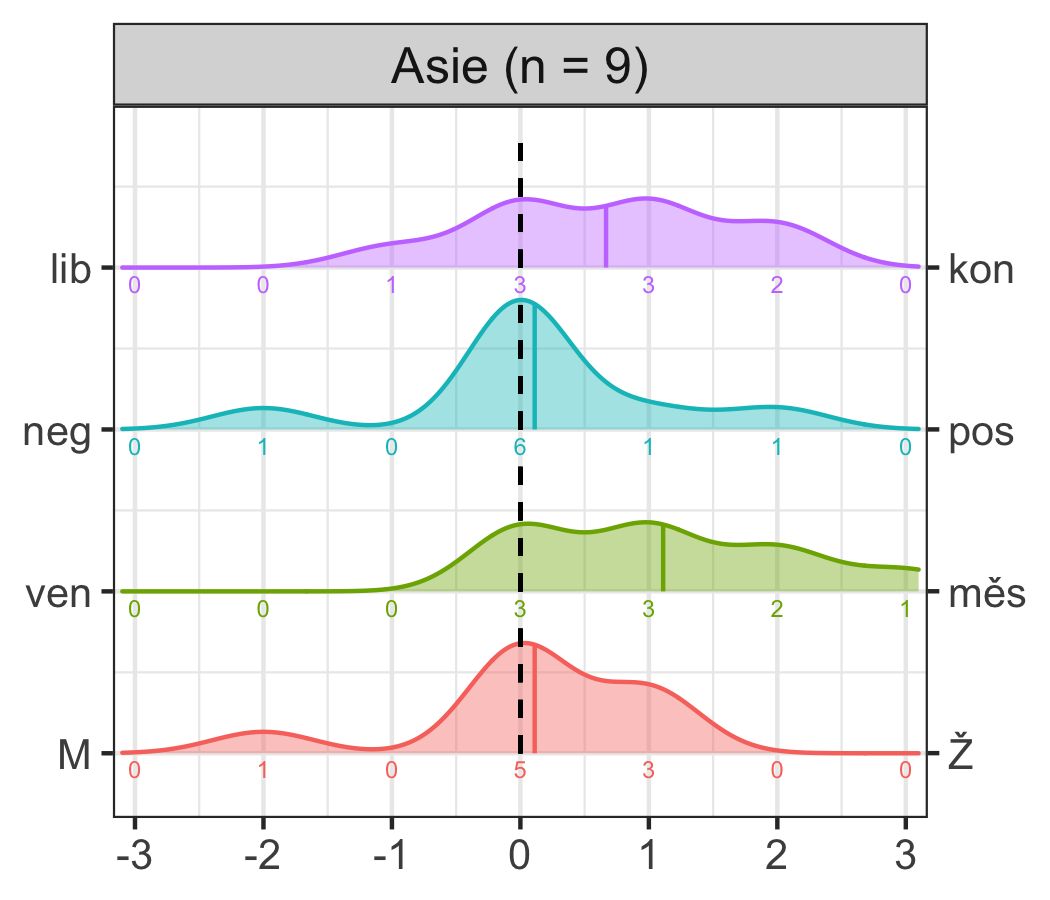 Asie (n = 9)
lib kon
0 0 1 3 3 2 0
neg pos
0 1 0 6 1 1 0
ven měs
0 0 0 3 3 2 1
M Ž
0 1 0 5 3 0 0
-3 -2 -1 0 1 2 3